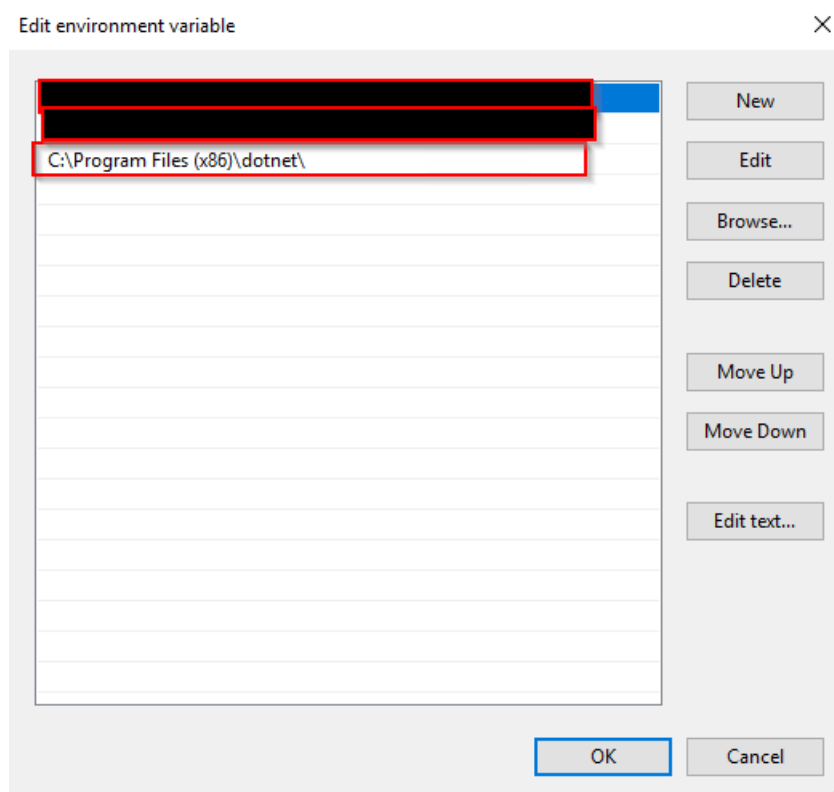 Edit environment variable
New
C:\Program Files (x86)\dotnet\
Edit
Browse...
Delete
Move Up
Move Down
Edit text...
OK
Cancel